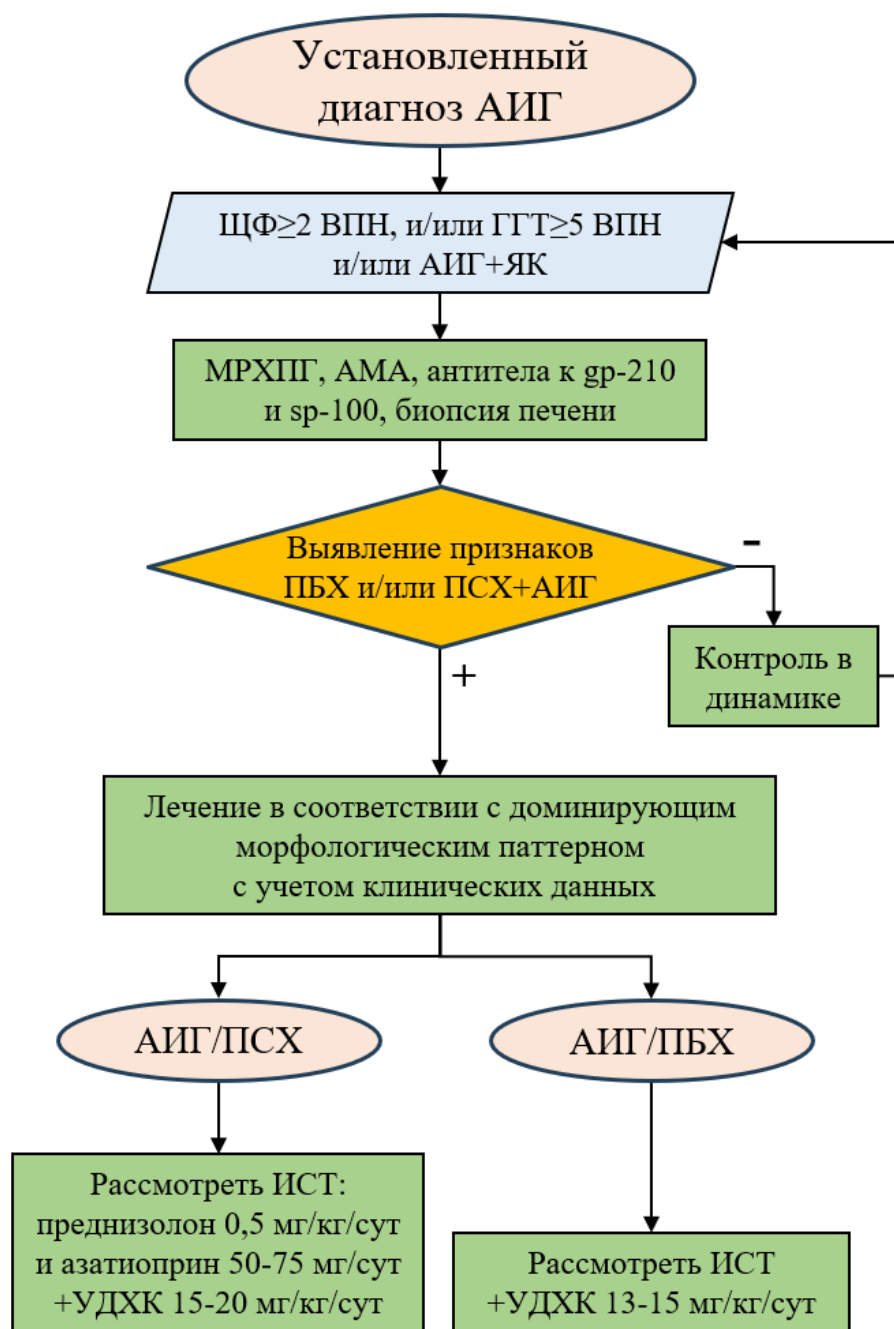 Установленный
диагноз АИГ
ЩФ≥2 ВПН, и/или ГГТ≥5 ВПН
и/или АИГ+ЯК
МРХПГ, АМА, антитела к gp-210
и sp-100, биопсия печени
Выявление признаков
ПБХ и/или ПСХ+АИГ
-
Контроль в
динамике
+
Лечение в соответствии с доминирующим
морфологическим паттерном
с учетом клинических данных
АИГ/ПСХ
АИГ/ПБХ
Рассмотреть ИСТ:
преднизолон 0,5 мг/кг/сут
и азатиоприн 50-75 мг/сут
+УДХК 15-20 мг/кг/сут
Рассмотреть ИСТ
+УДХК 13-15 мг/кг/сут